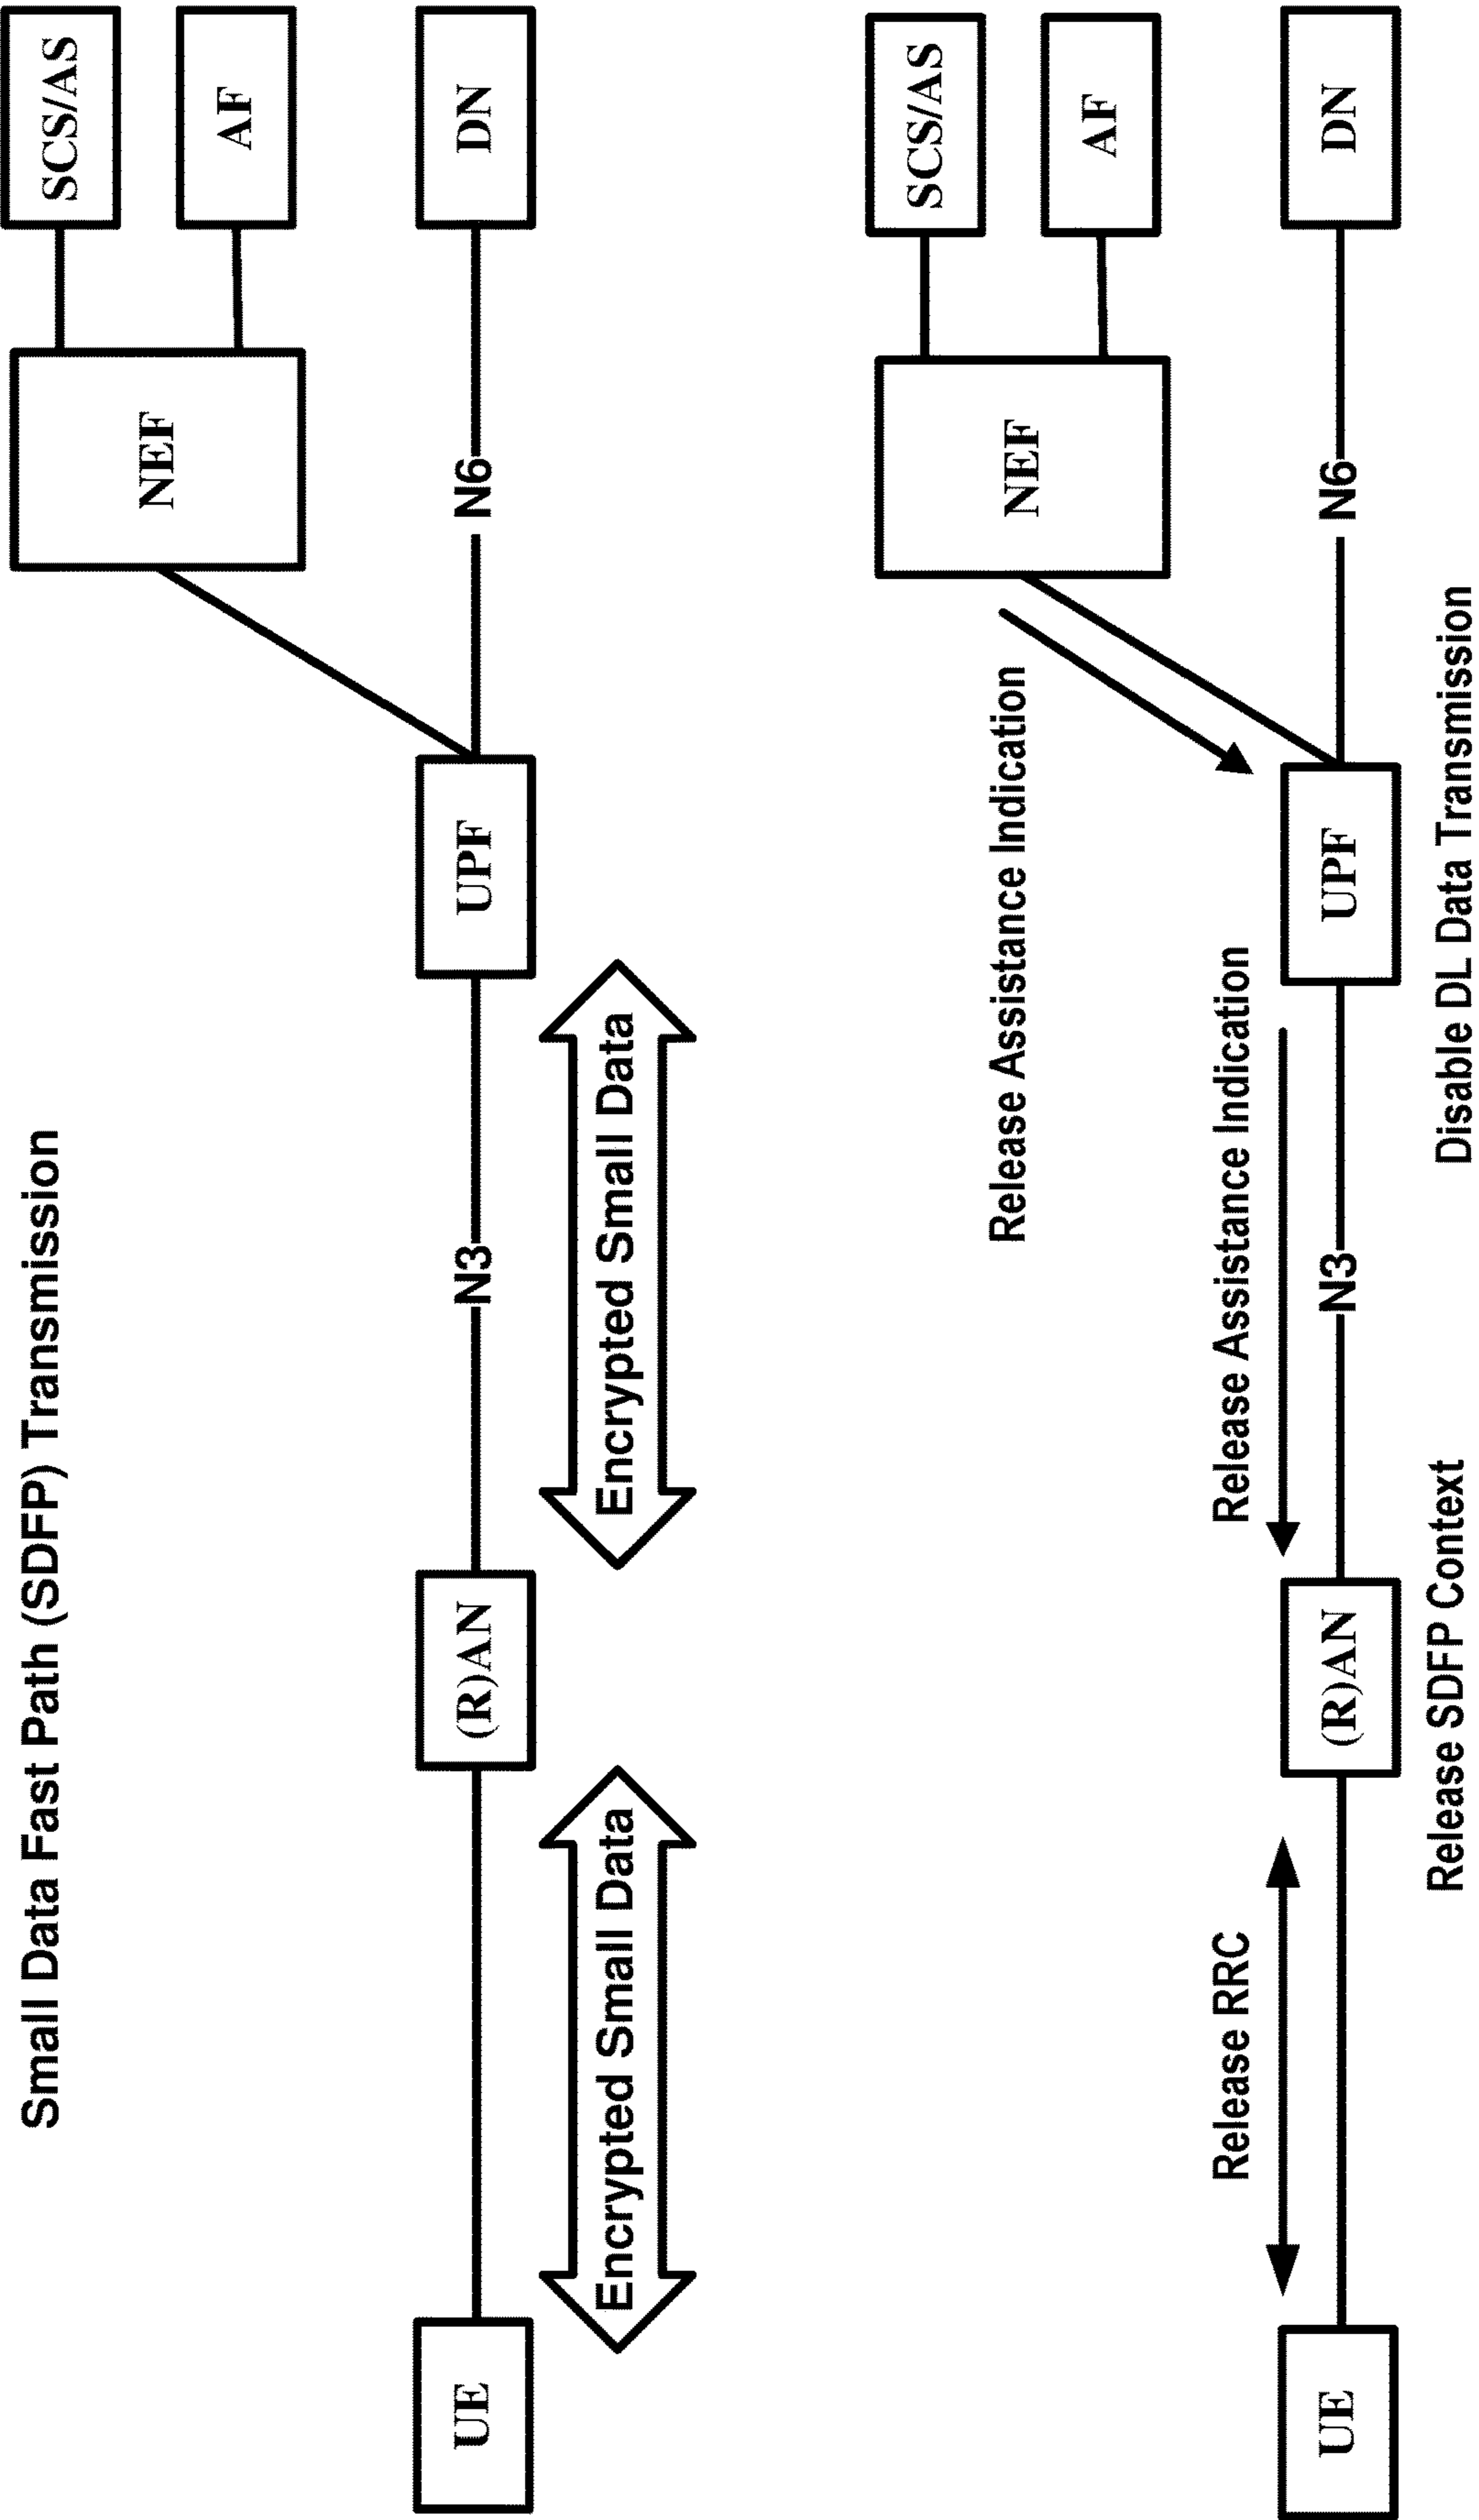 Small Data Fast Path (SDFP) Transmission
SCS/AS
NEF
AF
UE
(R)AN
N3
UPF
N6
DN
Encrypted Small Data
Encrypted Small Data
SCS/AS
NEF
AF
Release Assistance Indication
Release RRC
Release Assistance Indication
UE
(R)AN
N3
UPF
N6
DN
Release SDFP Context
Disable DL Data Transmission